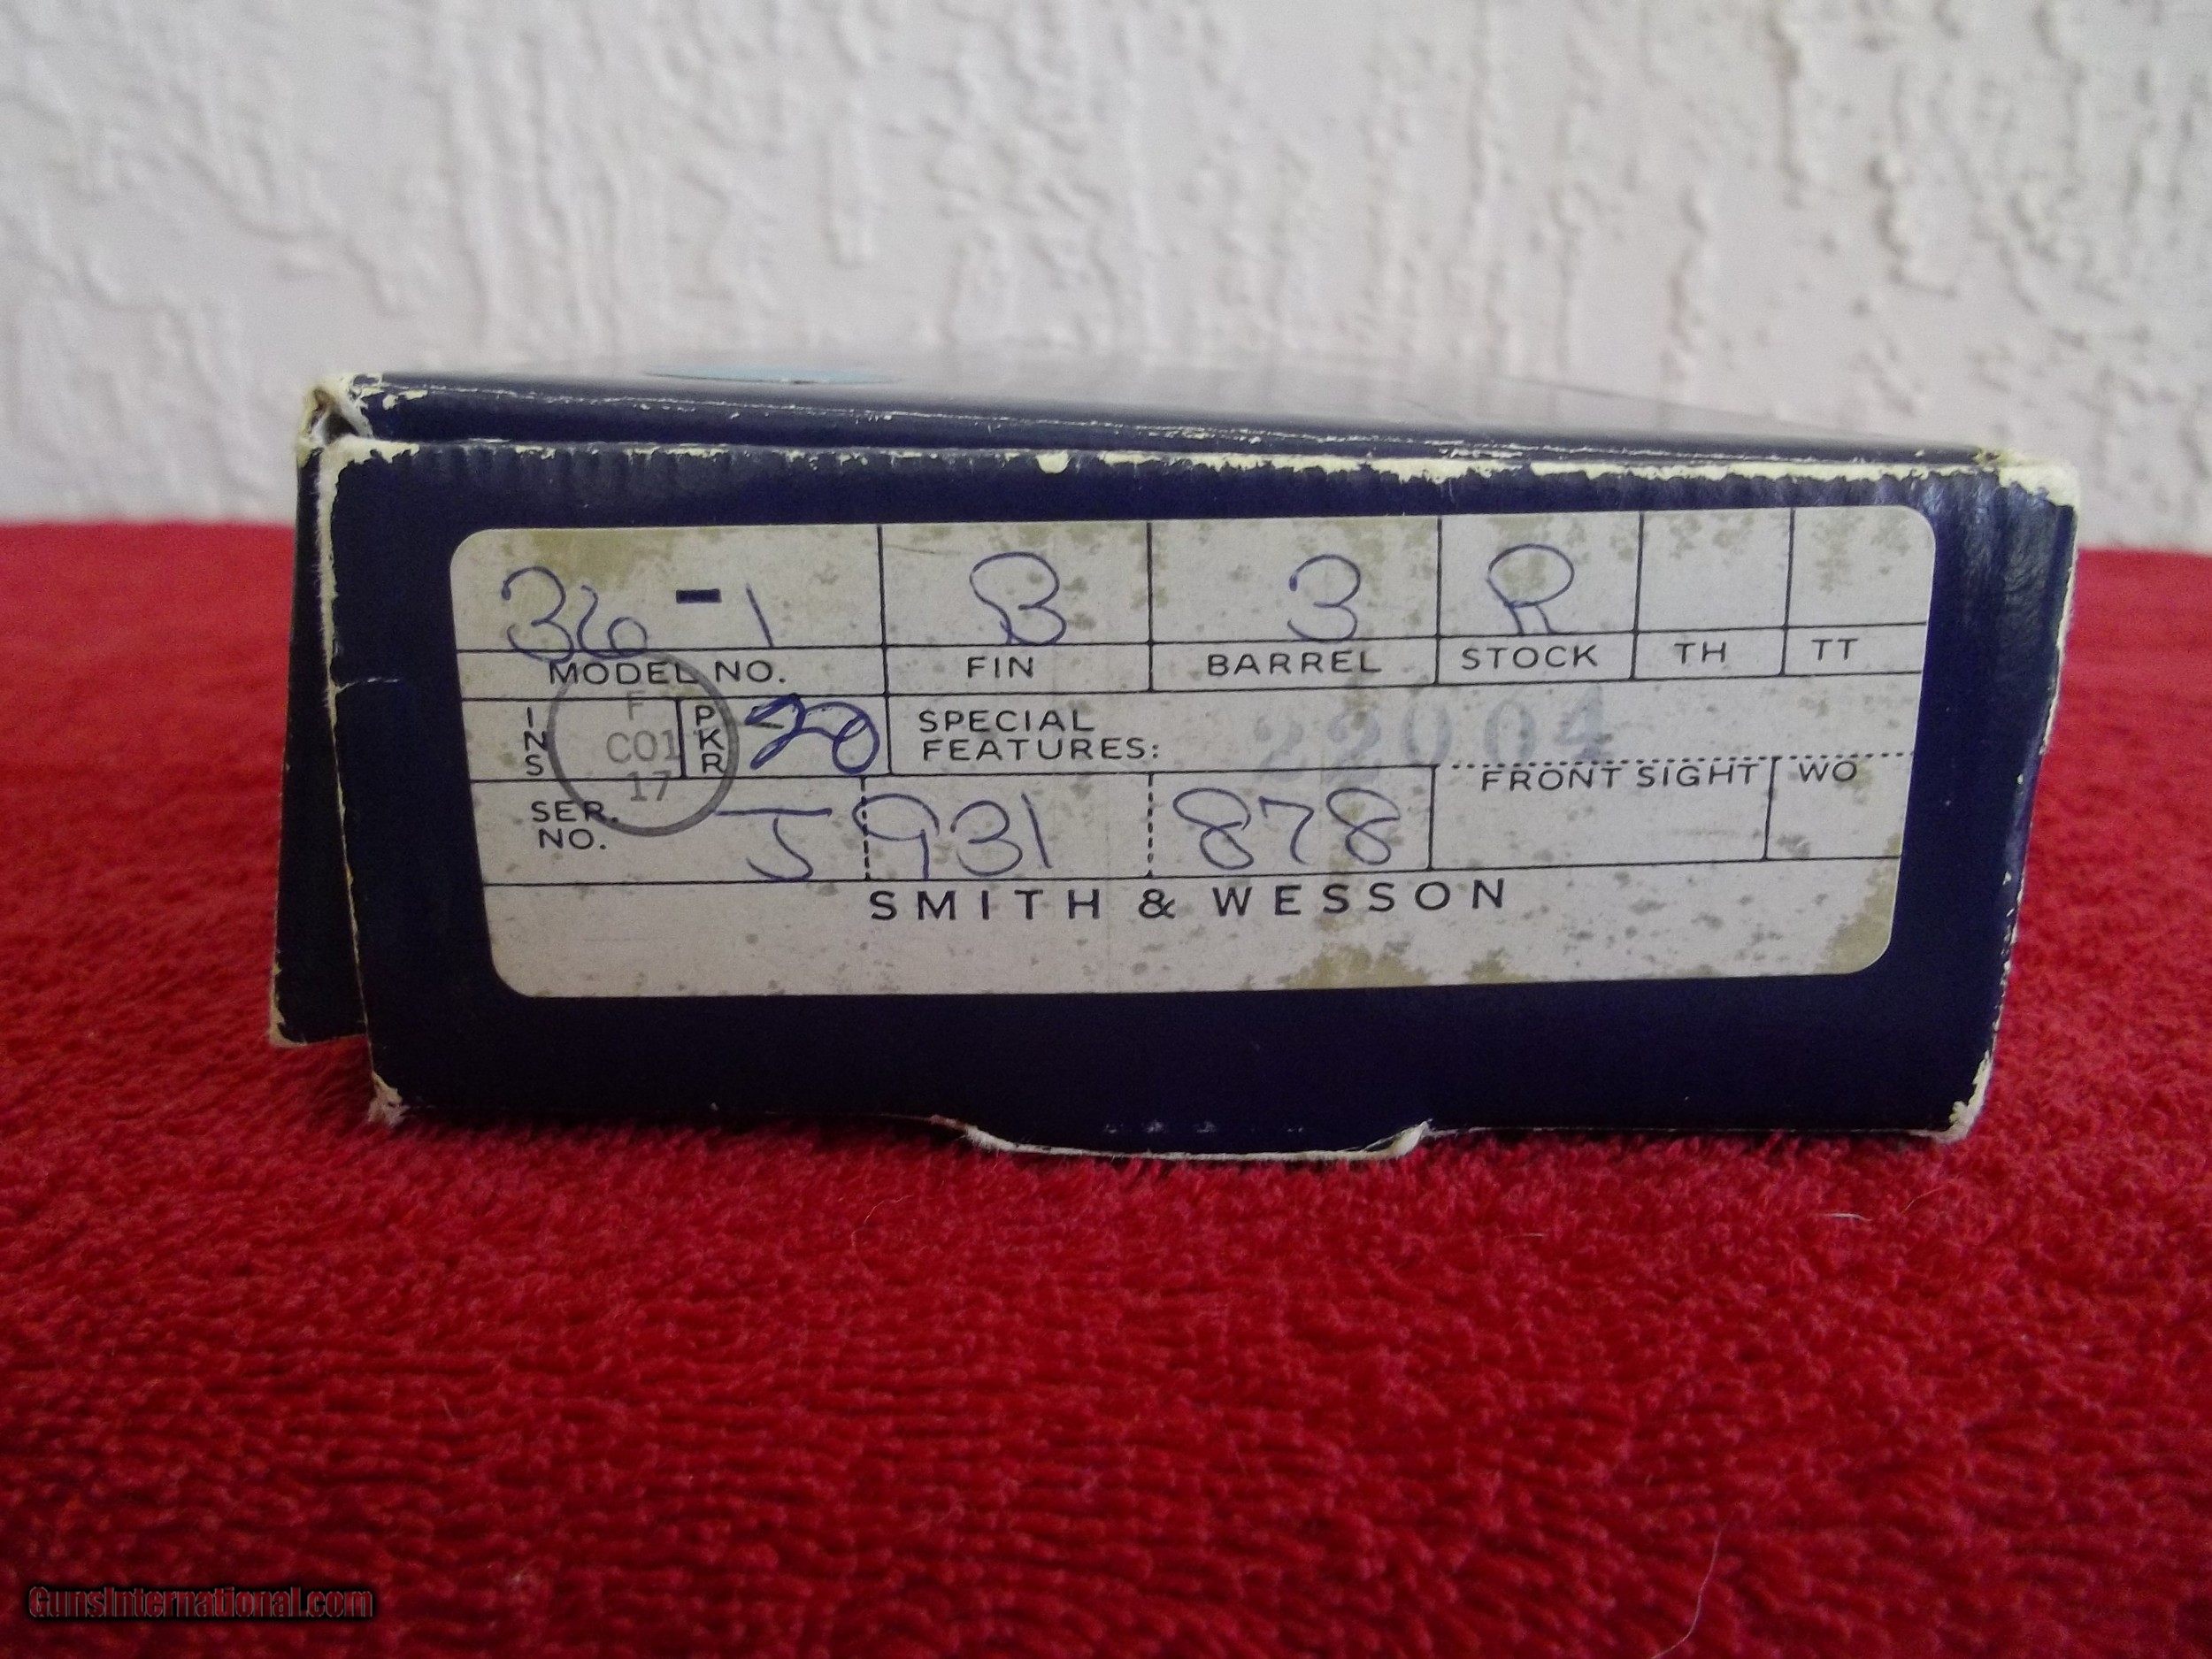 36-1 B 3 R
MODEL NO. FIN BARREL STOCK TH TT
INS F C01 17 PKR 20 SPECIAL FEATURES: 22004
FRONT SIGHT WO
SER. NO. J931 878
SMITH & WESSON
GunsInternational.com